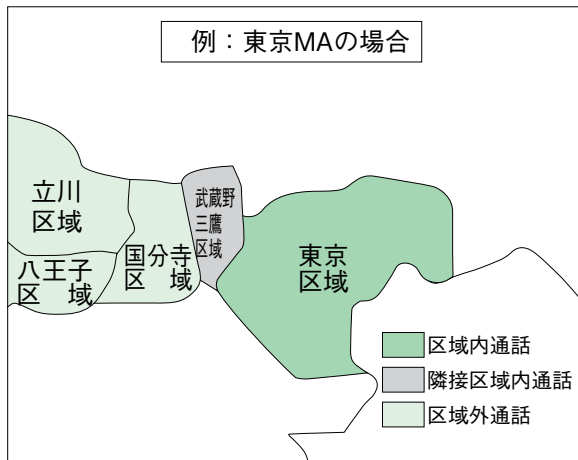 例：東京MAの場合
立川
区域
八王子
区　域
国分寺
区　域
武蔵野
三鷹
区域
東京
区域
区域内通話
隣接区域内通話
区域外通話